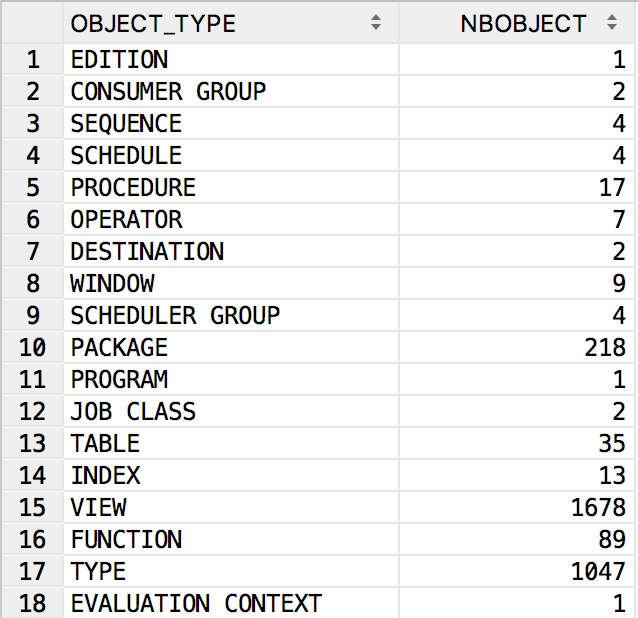 OBJECT_TYPE NBOBJECT
1 EDITION 1
2 CONSUMER GROUP 2
3 SEQUENCE 4
4 SCHEDULE 4
5 PROCEDURE 17
6 OPERATOR 7
7 DESTINATION 2
8 WINDOW 9
9 SCHEDULER GROUP 4
10 PACKAGE 218
11 PROGRAM 1
12 JOB CLASS 2
13 TABLE 35
14 INDEX 13
15 VIEW 1678
16 FUNCTION 89
17 TYPE 1047
18 EVALUATION CONTEXT 1